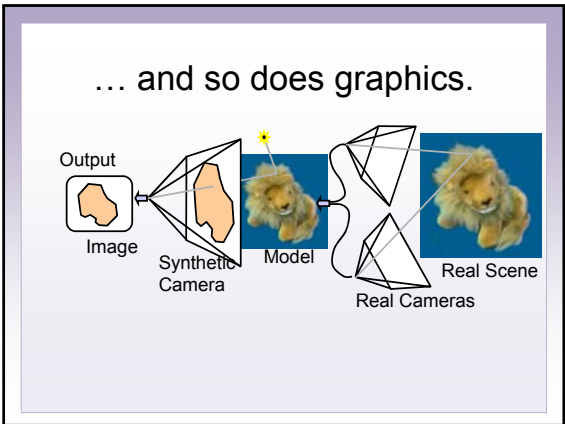 … and so does graphics.
Output
Image
Synthetic
Camera
Model
Real Cameras
Real Scene